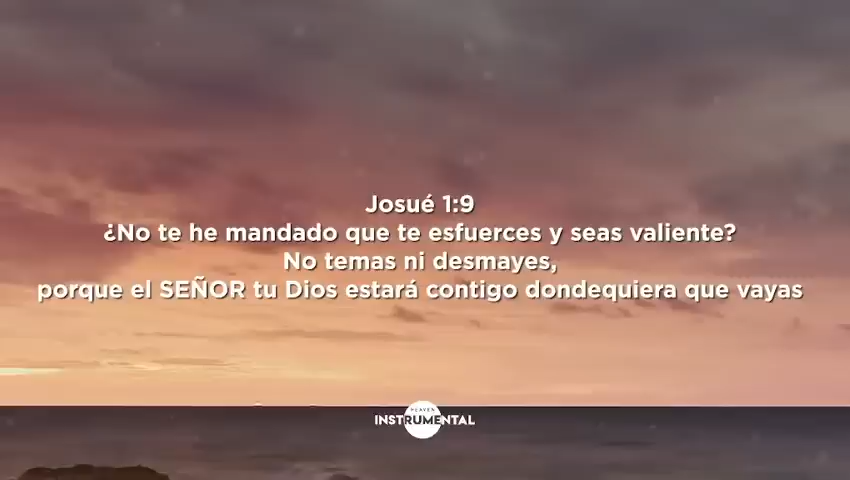 Josué 1:9
¿No te he mandado que te esfuerces y seas valiente?
No temas ni desmayes,
porque el SEÑOR tu Dios estará contigo dondequiera que vayas
HEAVEN
INSTRUMENTAL